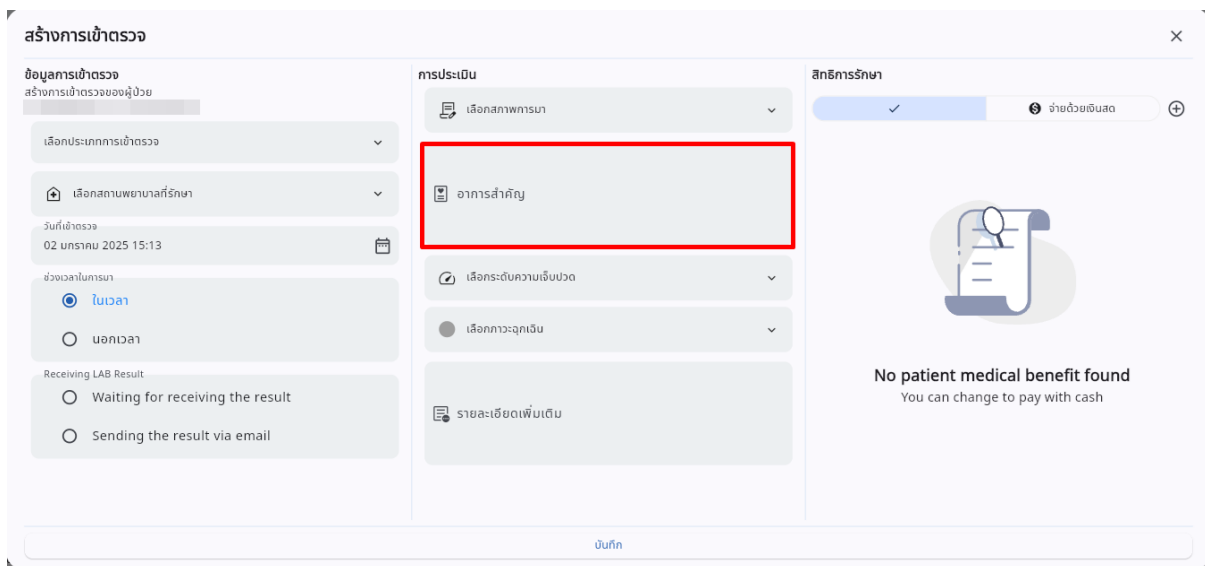 สร้างการเข้าตรวจ
ข้อมูลการเข้าตรวจ
สร้างการเข้าตรวจของผู้ป่วย
เลือกประเภทการเข้าตรวจ
เลือกสถานพยาบาลที่รักษา
วันที่เข้าตรวจ
02 มกราคม 2025 15:13
ช่วงเวลาในการมา
ในเวลา
นอกเวลา
Receiving LAB Result
Waiting for receiving the result
Sending the result via email
การประเมิน
เลือกสภาพการมา
อาการสำคัญ
เลือกระดับความเจ็บปวด
เลือกภาวะฉุกเฉิน
รายละเอียดเพิ่มเติม
สิทธิการรักษา
จ่ายด้วยเงินสด
No patient medical benefit found
You can change to pay with cash
บันทึก